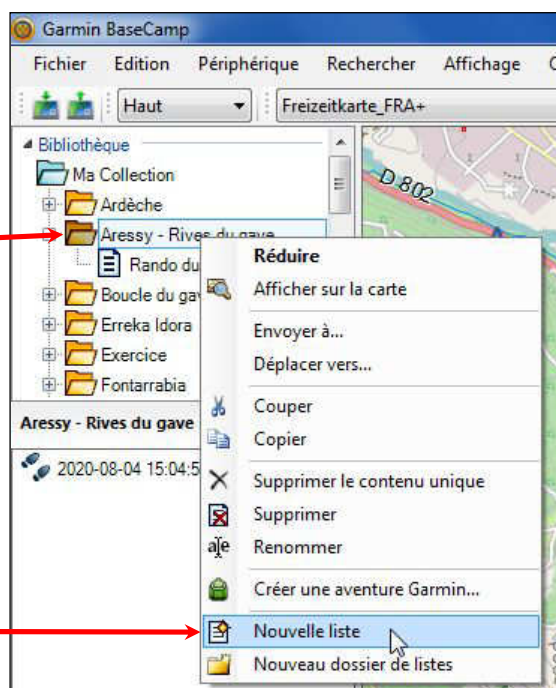 Garmin BaseCamp
Fichier Edition Périphérique Rechercher Affichage
Haut Freizeitkarte_FRA+
Bibliothèque
Ma Collection
Ardèche
Aressy - Rives du gave
Rando du
Boucle du gav
Erreka Idora
Exercice
Fontarrabia
Aressy - Rives du gave
2020-08-04 15:04:5
D 802
Réduire
Afficher sur la carte
Envoyer à...
Déplacer vers...
Couper
Copier
Supprimer le contenu unique
Supprimer
Renommer
Créer une aventure Garmin...
Nouvelle liste
Nouveau dossier de listes